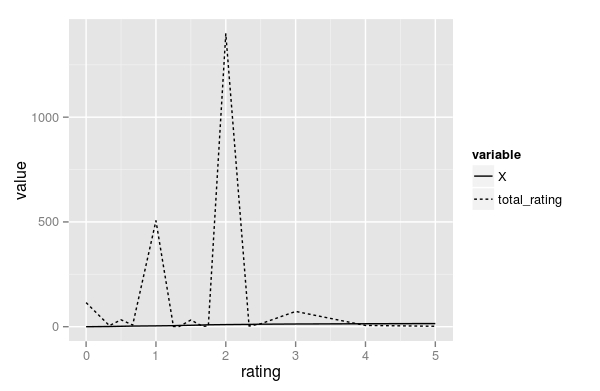 value
1000
500
0
0 1 2 3 4 5
rating
variable
X
total_rating